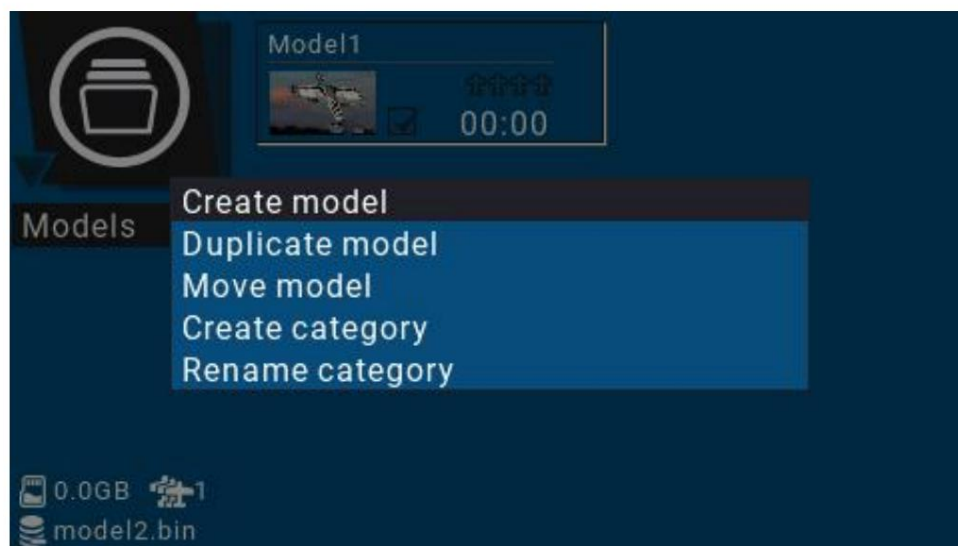 Model1
00:00
Models
Create model
Duplicate model
Move model
Create category
Rename category
0.0GB 1
model2.bin